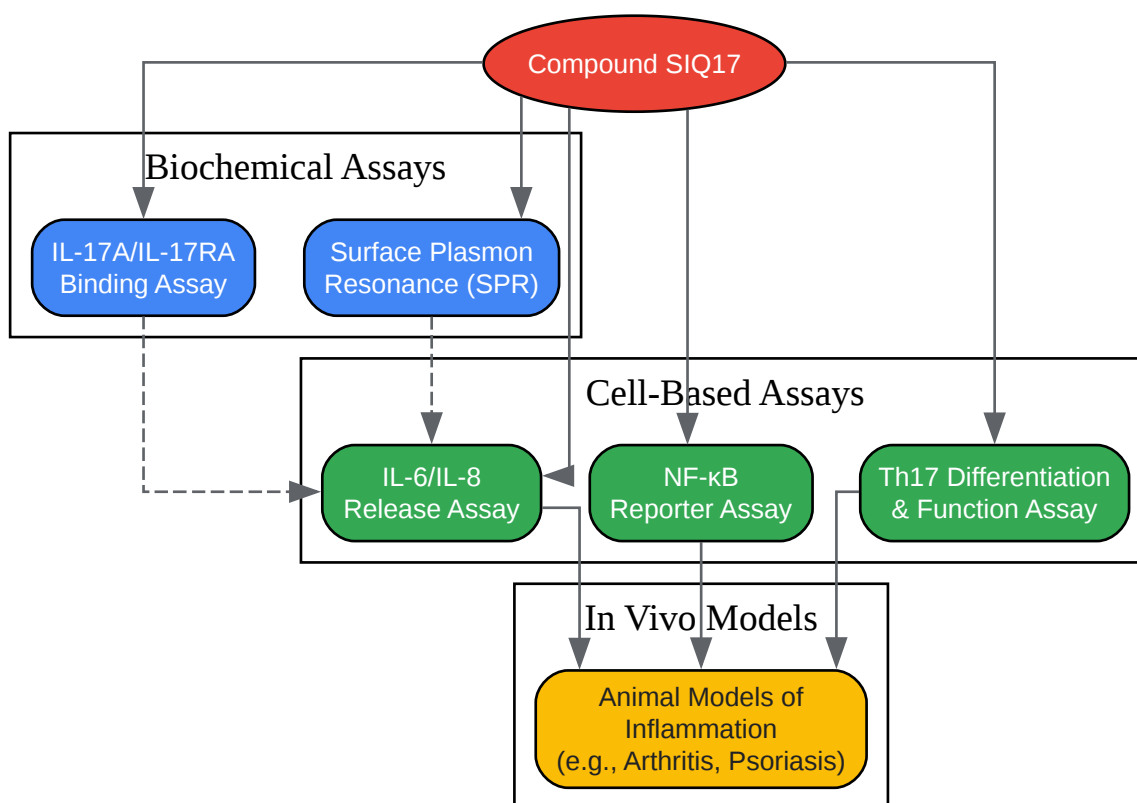 Compound SIQ17
Biochemical Assays
IL-17A/IL-17RA
Binding Assay
Surface Plasmon
Resonance (SPR)
Cell-Based Assays
IL-6/IL-8
Release Assay
NF-κB
Reporter Assay
Th17 Differentiation
& Function Assay
In Vivo Models
Animal Models of
Inflammation
(e.g., Arthritis, Psoriasis)